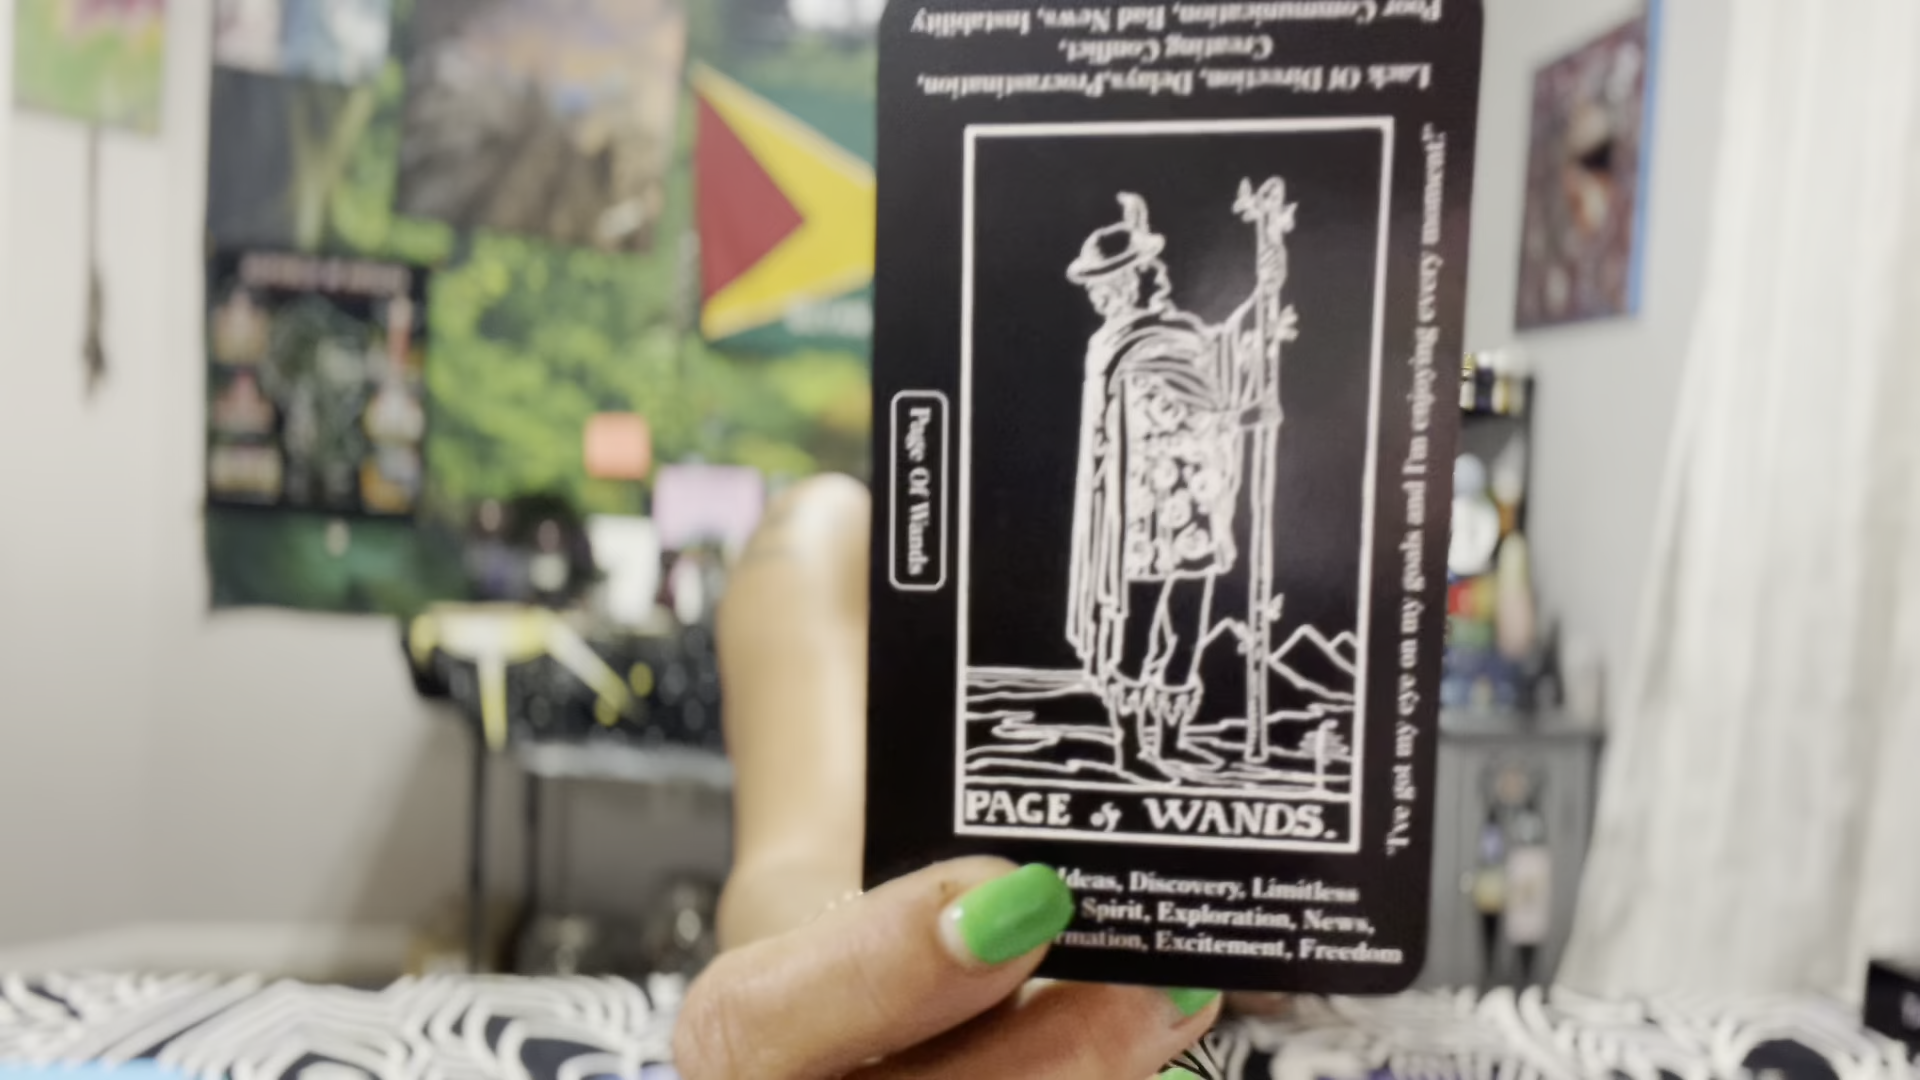 Poor Communication, Bad News, Instability
Creating Conflict,
Lack Of Direction, Delays,Procrastination,
Page Of Wands
"I've got my eye on my goals and I'm enjoying every moment!"
PAGE of WANDS.
Ideas, Discovery, Limitless
Spirit, Exploration, News,
rmation, Excitement, Freedom